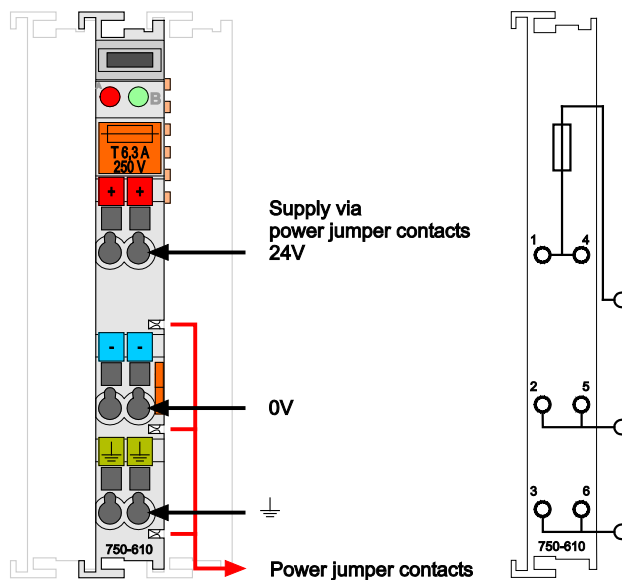 A
B
T 6,3 A
250 V
+ +
Supply via
power jumper contacts
24V
- -
0V
750-610
Power jumper contacts
1 4
2 5
3 6
750-610